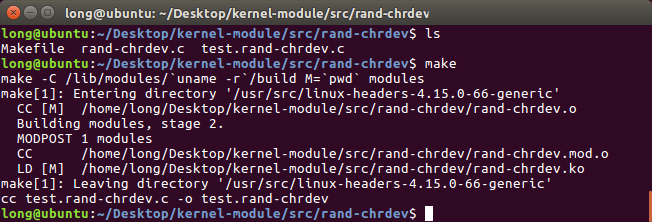 long@ubuntu: ~/Desktop/kernel-module/src/rand-chrdev
long@ubuntu:~/Desktop/kernel-module/src/rand-chrdev$ ls
Makefile  rand-chrdev.c  test.rand-chrdev.c
long@ubuntu:~/Desktop/kernel-module/src/rand-chrdev$ make
make -C /lib/modules/`uname -r`/build M=`pwd` modules
make[1]: Entering directory '/usr/src/linux-headers-4.15.0-66-generic'
  CC [M]  /home/long/Desktop/kernel-module/src/rand-chrdev/rand-chrdev.o
  Building modules, stage 2.
  MODPOST 1 modules
  CC      /home/long/Desktop/kernel-module/src/rand-chrdev/rand-chrdev.mod.o
  LD [M]  /home/long/Desktop/kernel-module/src/rand-chrdev/rand-chrdev.ko
make[1]: Leaving directory '/usr/src/linux-headers-4.15.0-66-generic'
cc test.rand-chrdev.c -o test.rand-chrdev
long@ubuntu:~/Desktop/kernel-module/src/rand-chrdev$